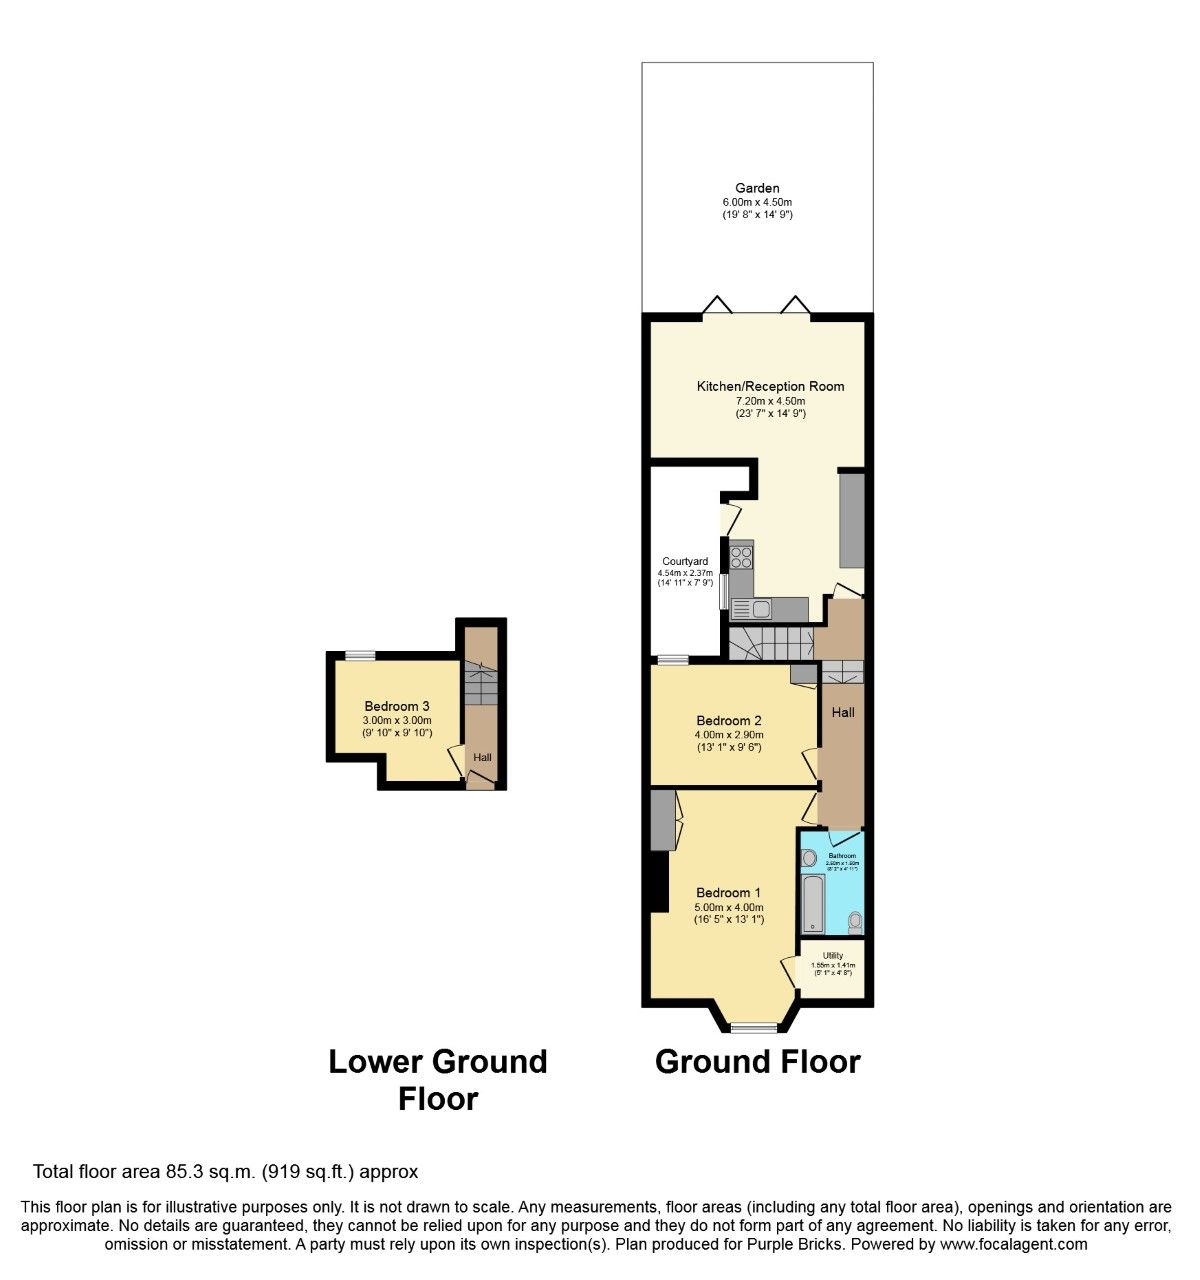 Garden
6.00m x 4.50m
(19' 8" x 14' 9")
Kitchen/Reception Room
7.20m x 4.50m
(23' 7" x 14' 9")
Courtyard
4.54m x 2.37m
(14' 11" x 7' 9")
Bedroom 3
3.00m x 3.00m
(9' 10" x 9' 10")
Hall
Bedroom 2
4.00m x 2.90m
(13' 1" x 9' 6")
Hall
Bathroom
2.50m x 1.50m
(8' 2" x 4' 11")
Bedroom 1
5.00m x 4.00m
(16' 5" x 13' 1")
Utility
1.55m x 1.41m
(5' 1" x 4' 8")
Lower Ground
Floor
Ground Floor
Total floor area 85.3 sq.m. (919 sq.ft.) approx
This floor plan is for illustrative purposes only. It is not drawn to scale. Any measurements, floor areas (including any total floor area), openings and orientation are
approximate. No details are guaranteed, they cannot be relied upon for any purpose and they do not form part of any agreement. No liability is taken for any error,
omission or misstatement. A party must rely upon its own inspection(s). Plan produced for Purple Bricks. Powered by www.focalagent.com